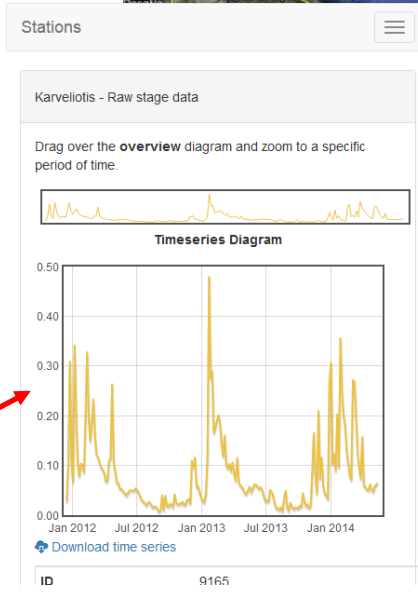 Stations
Karveliotis - Raw stage data
Drag over the overview diagram and zoom to a specific
period of time.
Timeseries Diagram
0.50
0.40
0.30
0.20
0.10
0.00
Jan 2012 Jul 2012 Jan 2013 Jul 2013 Jan 2014
Download time series
ID 9165